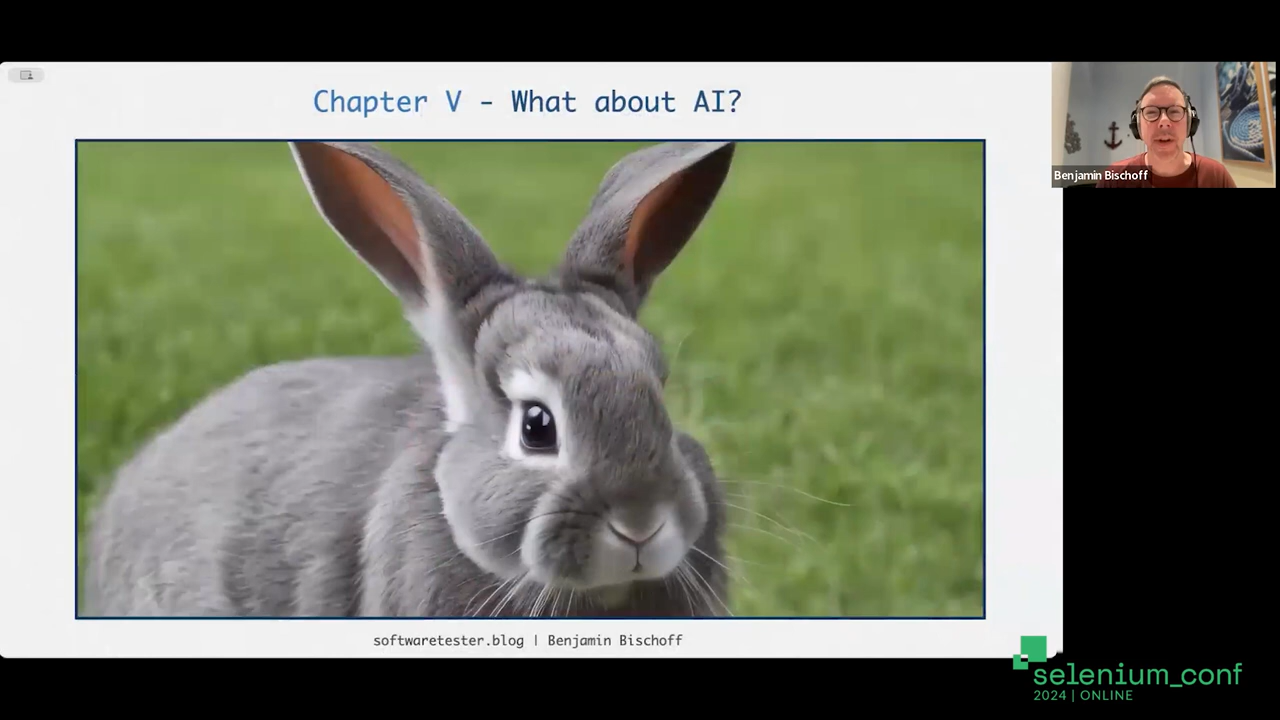 Chapter V - What about AI?
Benjamin Bischoff
softwaretester.blog | Benjamin Bischoff
selenium_conf
2024 | ONLINE